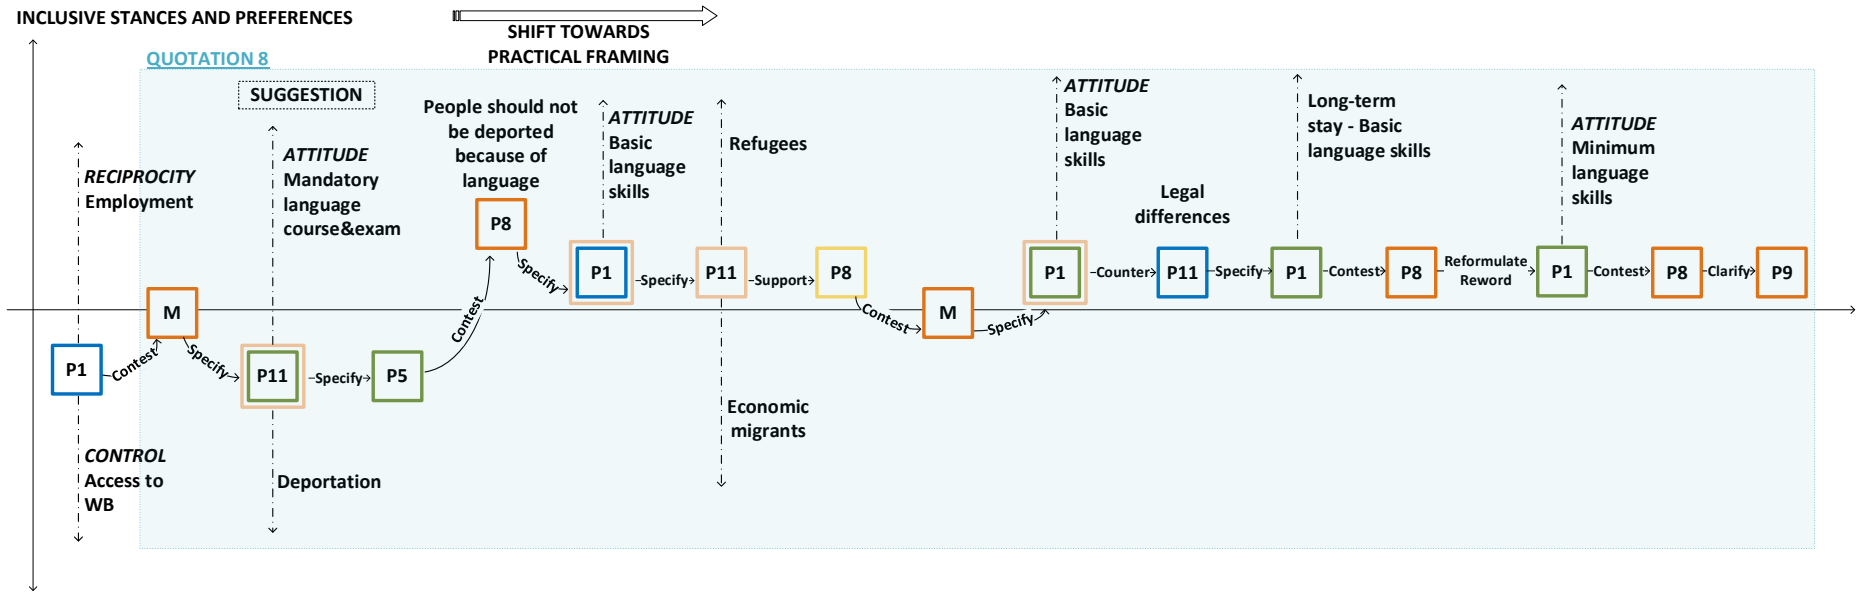 INCLUSIVE STANCES AND PREFERENCES
SHIFT TOWARDS
PRACTICAL FRAMING
QUOTATION 8
SUGGESTION
RECIPROCITY
Employment
P1
CONTROL
Access to
WB
Contest
M
Specify
ATTITUDE
Mandatory
language
course&exam
P11
Deportation
Specify
P5
Contest
People should not
be deported
because of
language
P8
Specify
ATTITUDE
Basic
language
skills
P1
Specify
Refugees
P11
Economic
migrants
Support
P8
Contest
M
Specify
ATTITUDE
Basic
language
skills
P1
Counter
Legal
differences
P11
Specify
Long-term
stay - Basic
language skills
P1
Contest
P8
Reformulate
Reword
ATTITUDE
Minimum
language
skills
P1
Contest
P8
Clarify
P9